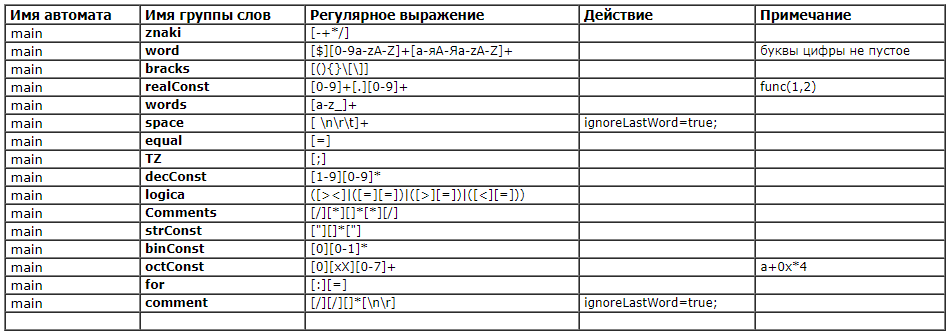 Имя автомата Имя группы слов Регулярное выражение Действие Примечание
main znaki [-+*/]
main word [$][0-9a-zA-Z]+[а-яА-Яa-zA-Z]+ буквы цифры не пустое
main bracks [(){}\[\]]
main realConst [0-9]+[.][0-9]+ func(1,2)
main words [a-z_]+
main space [ \n\r\t]+ ignoreLastWord=true;
main equal [=]
main TZ [;]
main decConst [1-9][0-9]*
main logica ([><]|([=][=])|([>][=])|([<][=]))
main Comments [/][*][]*[*][/]
main strConst ["][]*["]
main binConst [0][0-1]*
main octConst [0][xX][0-7]+ a+0x*4
main for [:][=]
main comment [/][/][]*[\n\r] ignoreLastWord=true;